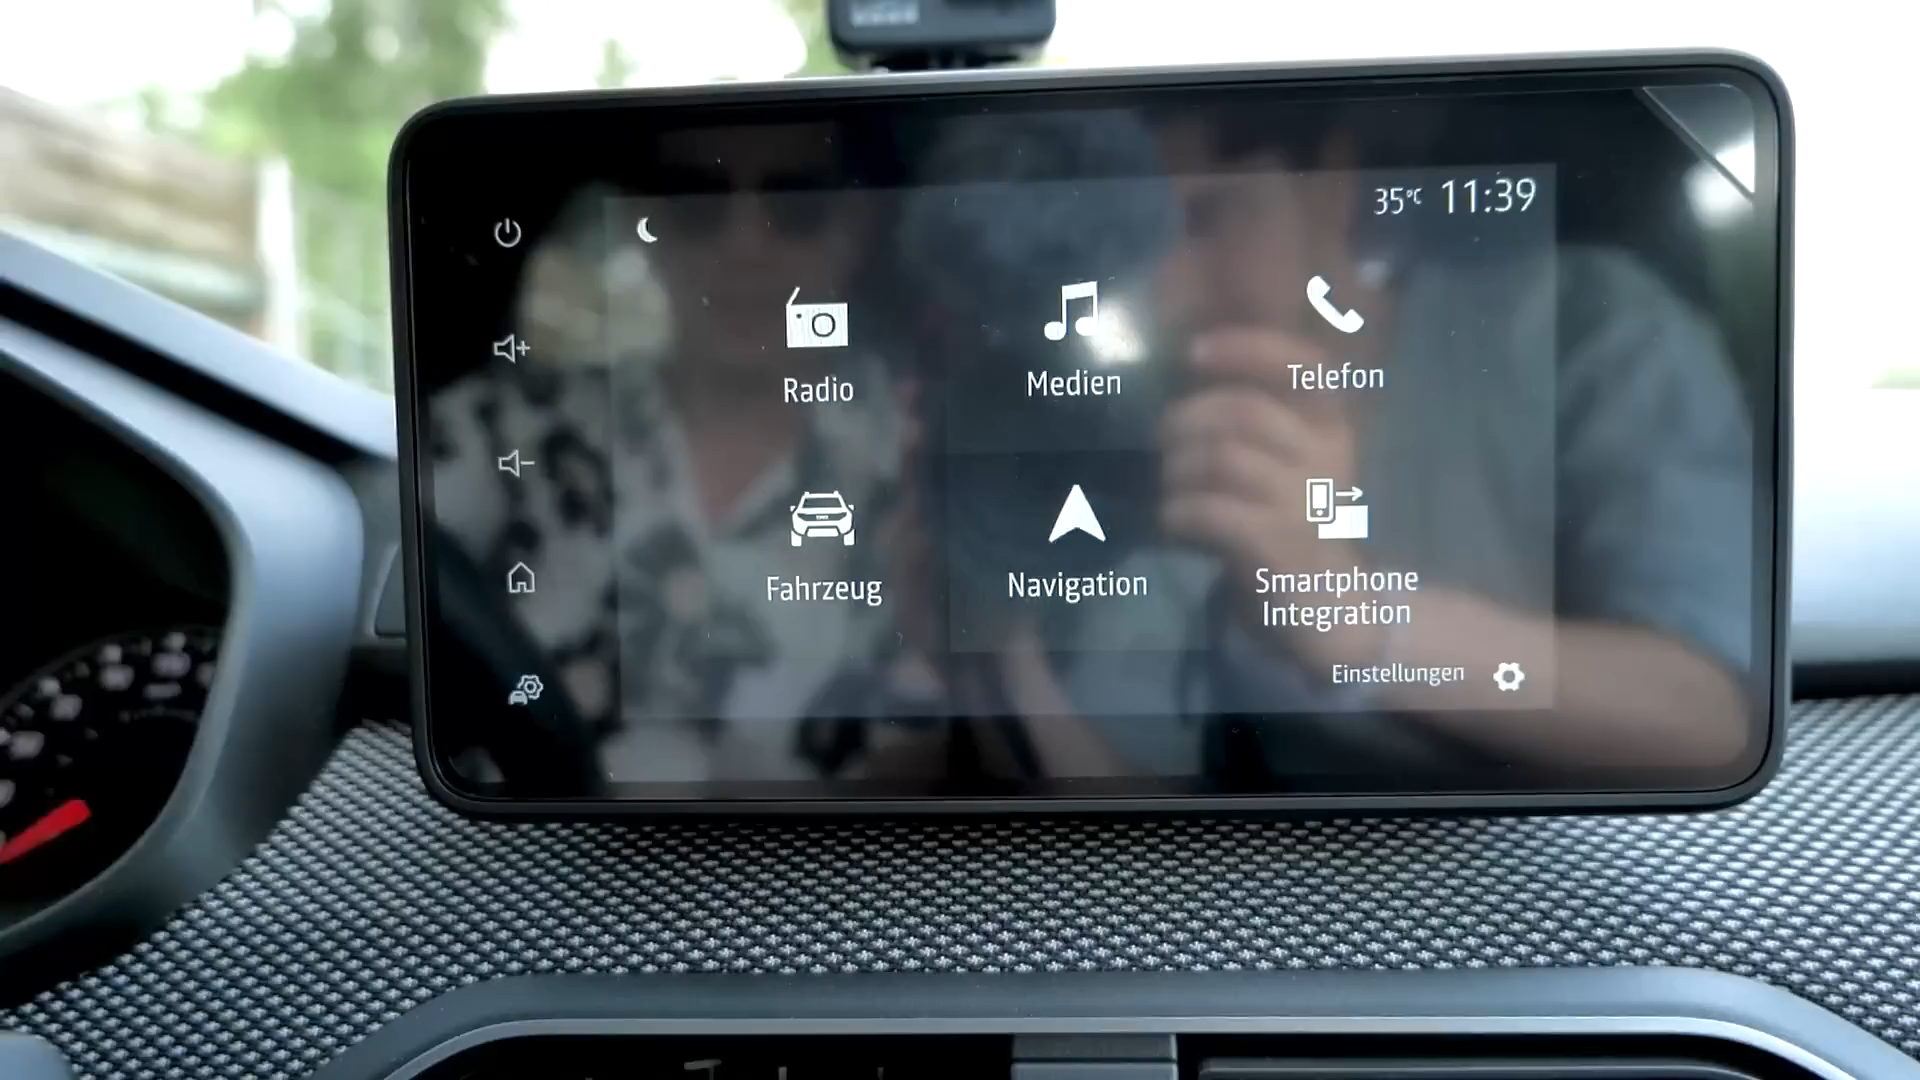 35°C 11:39
Radio
Medien
Telefon
Fahrzeug
Navigation
Smartphone
Integration
Einstellungen